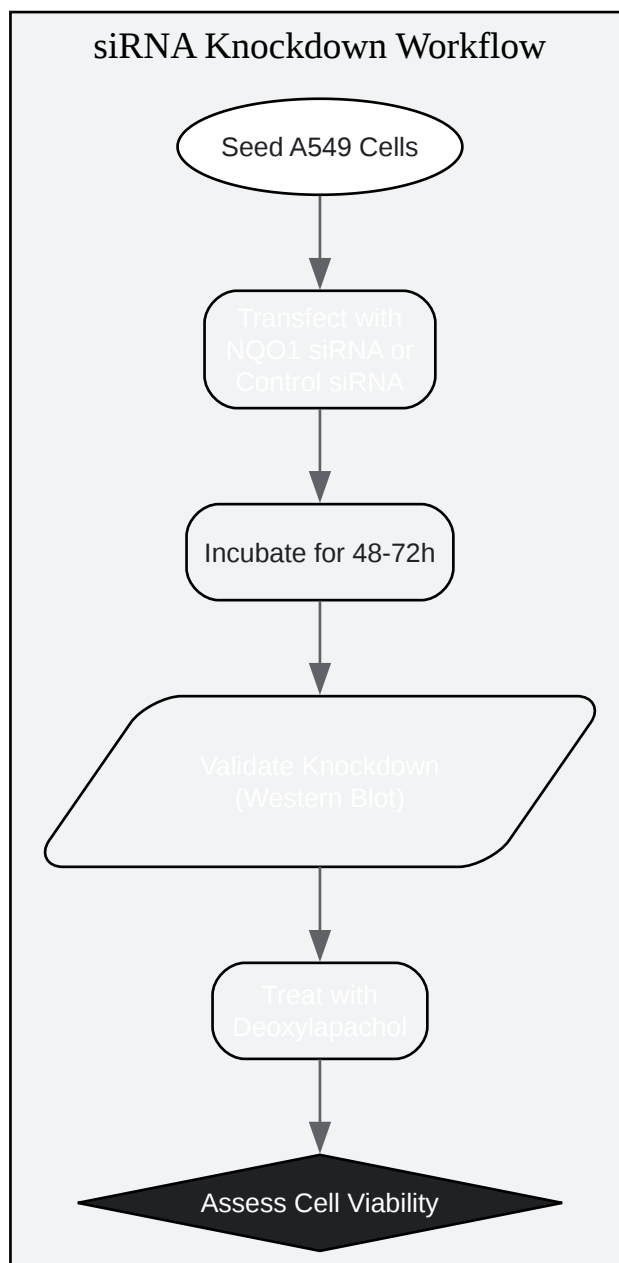 siRNA Knockdown Workflow
Seed A549 Cells
Transfect with
NQO1 siRNA or
Control siRNA
Incubate for 48-72h
Validate Knockdown
(Western Blot)
Treat with
Deoxylapachol
Assess Cell Viability